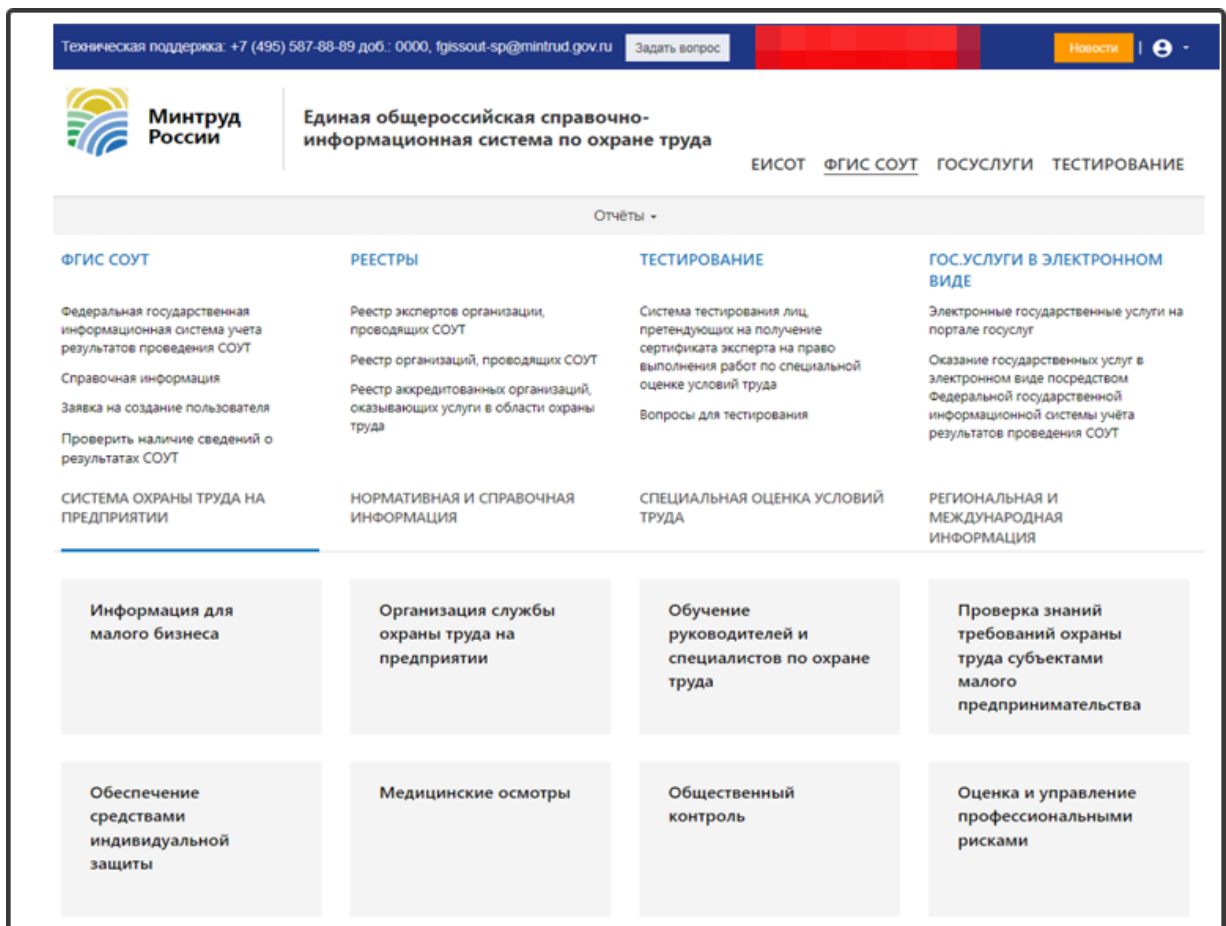 Техническая поддержка: +7 (495) 587-88-89 доб.: 0000, fgissout-sp@mintrud.gov.ru
Задать вопрос
Новости |
Минтруд
России
Единая общероссийская справочно-
информационная система по охране труда
ЕИСОТ ФГИС СОУТ ГОСУСЛУГИ ТЕСТИРОВАНИЕ
Отчёты
ФГИС СОУТ
Федеральная государственная
информационная система учета
результатов проведения СОУТ
Справочная информация
Заявка на создание пользователя
Проверить наличие сведений о
результатах СОУТ
РЕЕСТРЫ
Реестр экспертов организации,
проводящих СОУТ
Реестр организаций, проводящих СОУТ
Реестр аккредитованных организаций,
оказывающих услуги в области охраны
труда
ТЕСТИРОВАНИЕ
Система тестирования лиц,
претендующих на получение
сертификата эксперта на право
выполнения работ по специальной
оценке условий труда
Вопросы для тестирования
ГОС.УСЛУГИ В ЭЛЕКТРОННОМ
ВИДЕ
Электронные государственные услуги на
портале госуслуг
Оказание государственных услуг в
электронном виде посредством
Федеральной государственной
информационной системы учёта
результатов проведения СОУТ
СИСТЕМА ОХРАНЫ ТРУДА НА
ПРЕДПРИЯТИИ
НОРМАТИВНАЯ И СПРАВОЧНАЯ
ИНФОРМАЦИЯ
СПЕЦИАЛЬНАЯ ОЦЕНКА УСЛОВИЙ
ТРУДА
РЕГИОНАЛЬНАЯ И
МЕЖДУНАРОДНАЯ
ИНФОРМАЦИЯ
Информация для
малого бизнеса
Организация службы
охраны труда на
предприятии
Обучение
руководителей и
специалистов по охране
труда
Проверка знаний
требований охраны
труда субъектами
малого
предпринимательства
Обеспечение
средствами
индивидуальной
защиты
Медицинские осмотры
Общественный
контроль
Оценка и управление
профессиональными
рисками